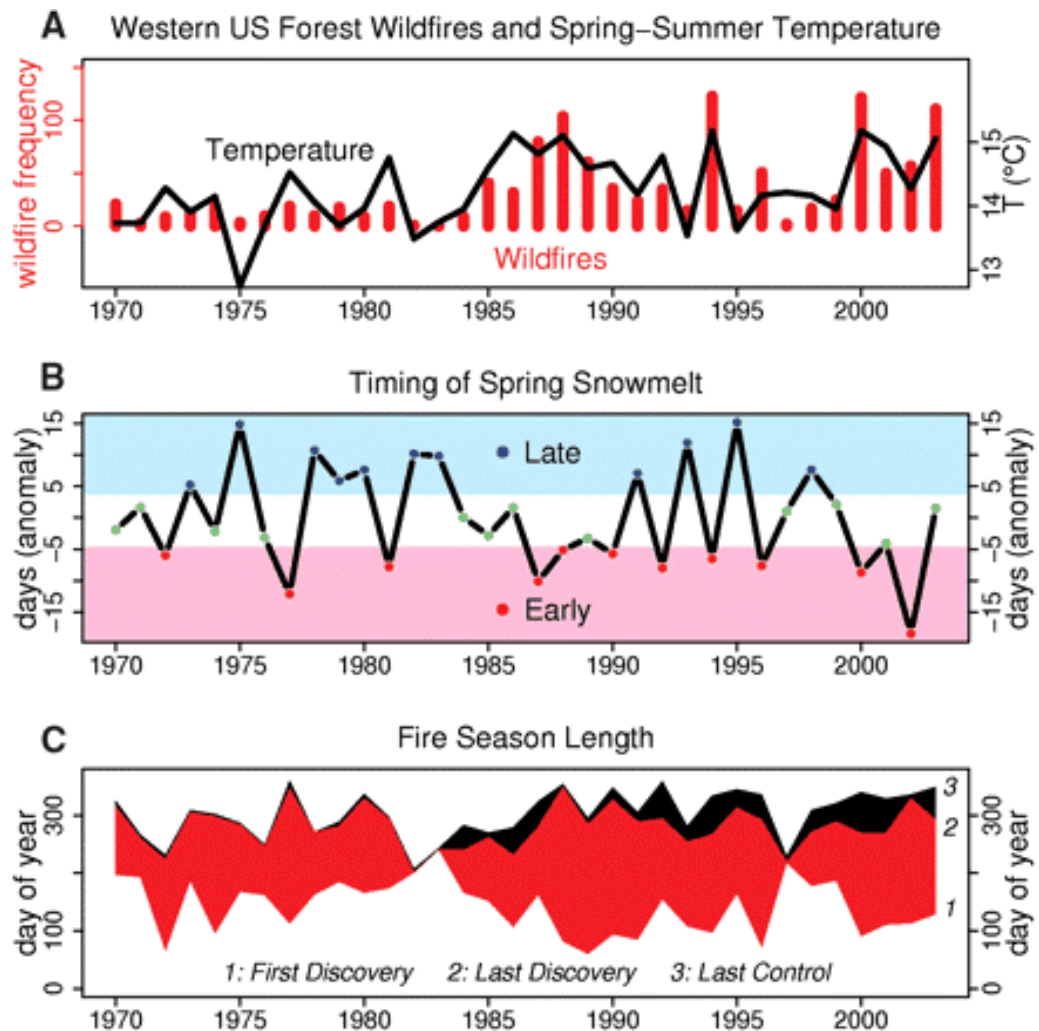 A Western US Forest Wildfires and Spring–Summer Temperature
wildfire frequency
0 100
Temperature
Wildfires
13 14 15
T (°C)
1970 1975 1980 1985 1990 1995 2000
B Timing of Spring Snowmelt
days (anomaly)
−15 −5 5 15
Late
Early
−15 −5 5 15
days (anomaly)
1970 1975 1980 1985 1990 1995 2000
C Fire Season Length
day of year
0 100 300
3
2
1
1: First Discovery 2: Last Discovery 3: Last Control
0 100 300
day of year
1970 1975 1980 1985 1990 1995 2000